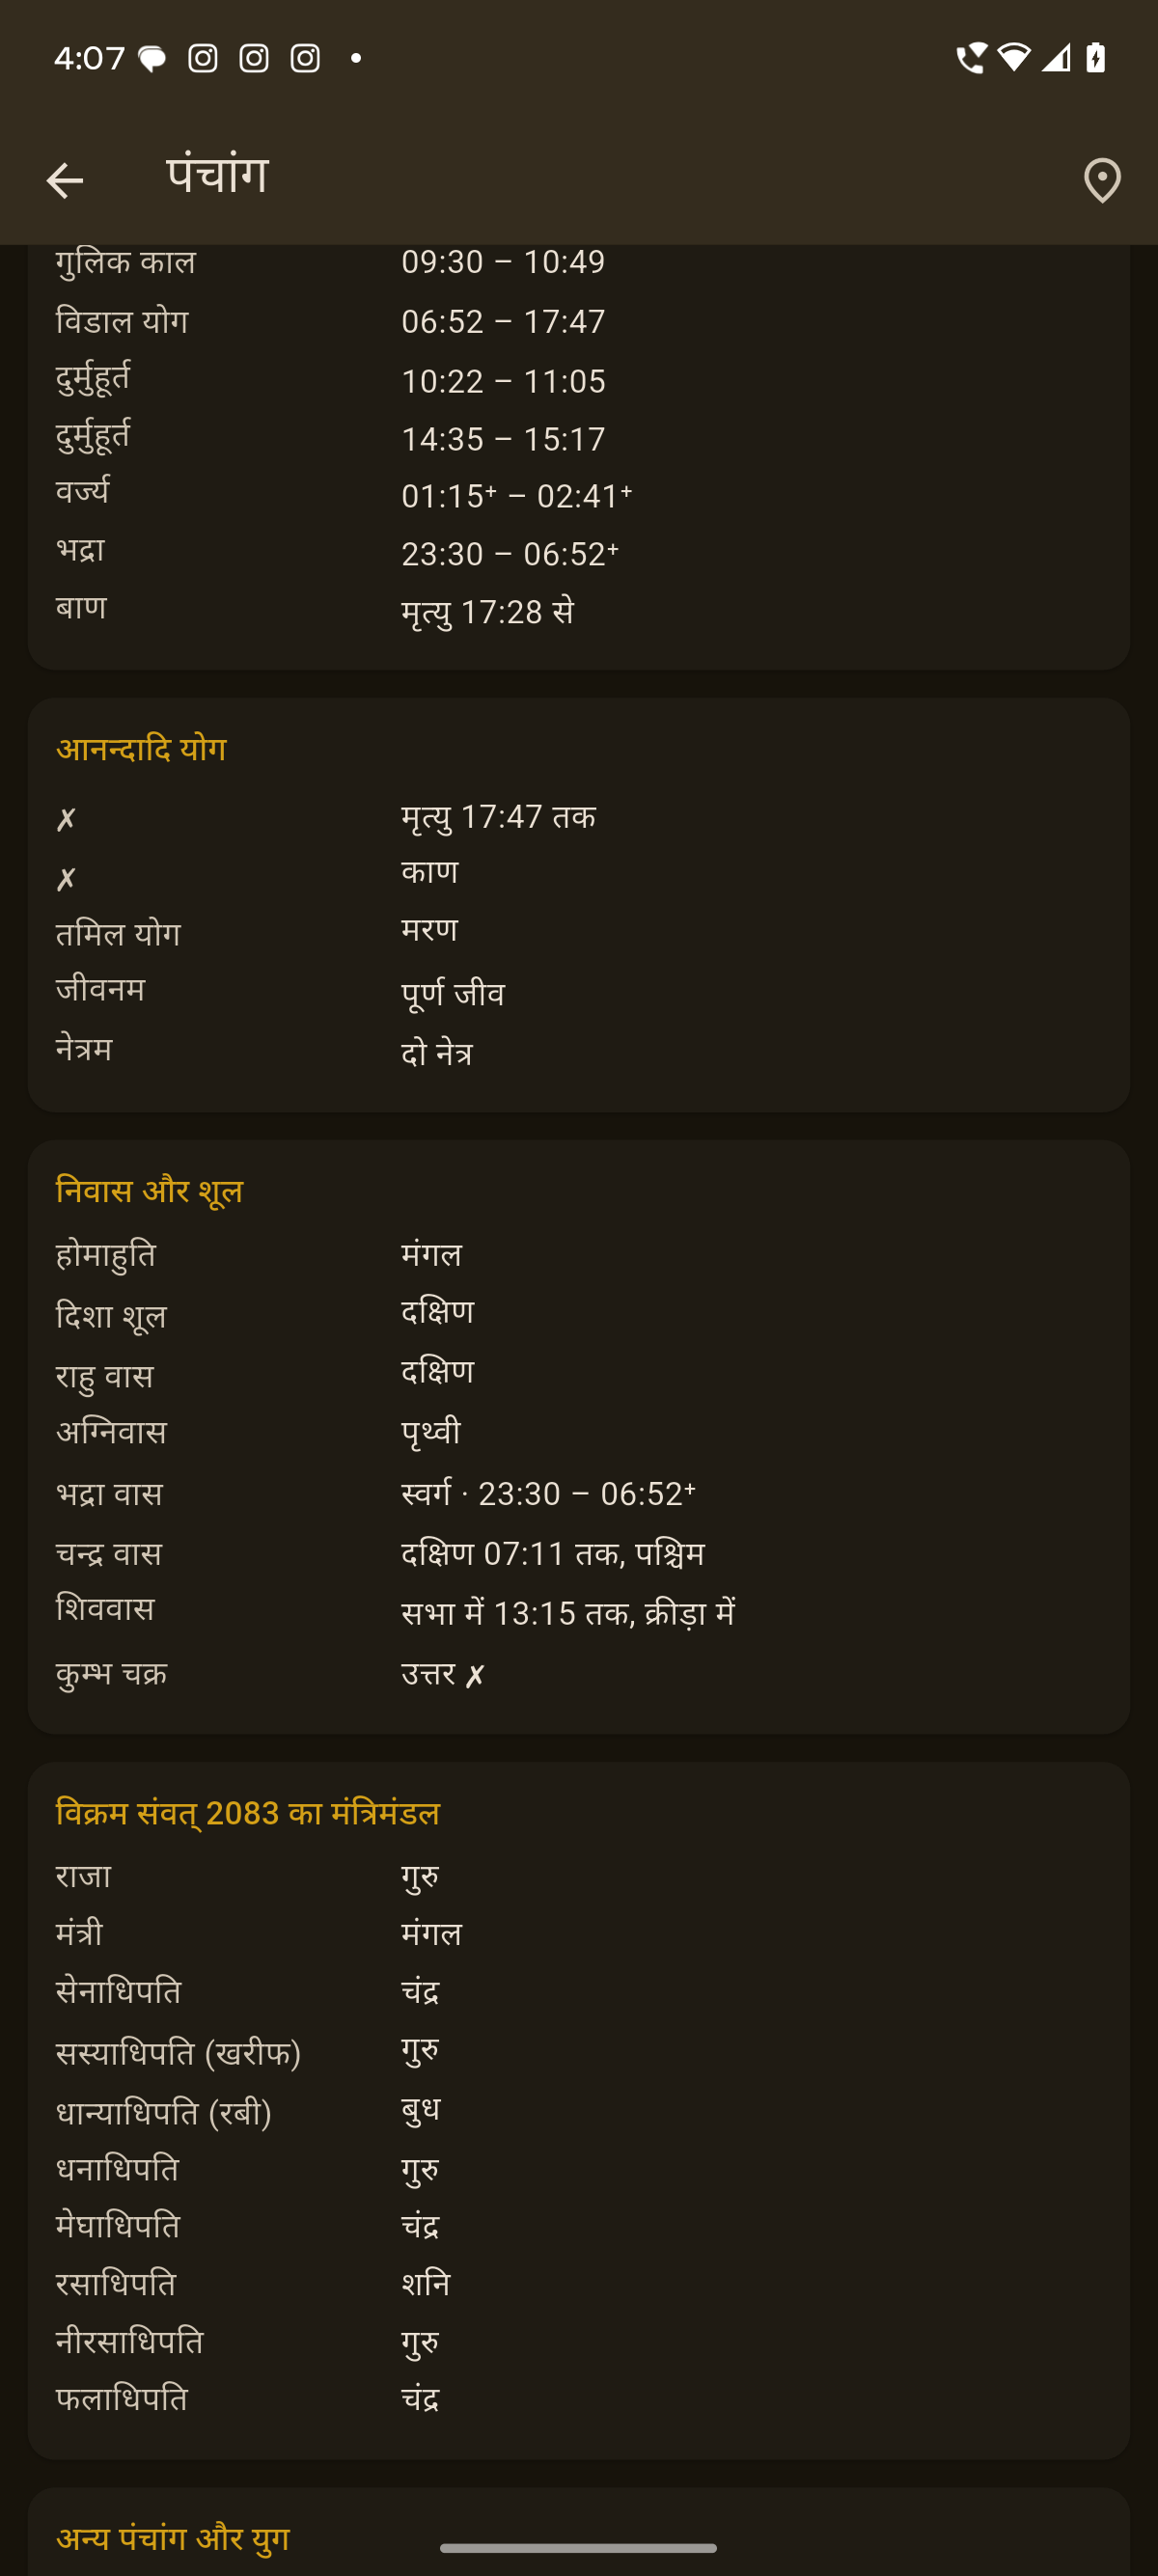 4:07
पंचांग
गुलिक काल 09:30 – 10:49
विडाल योग 06:52 – 17:47
दुर्मुहूर्त 10:22 – 11:05
दुर्मुहूर्त 14:35 – 15:17
वर्ज्य 01:15⁺ – 02:41⁺
भद्रा 23:30 – 06:52⁺
बाण मृत्यु 17:28 से
आनन्दादि योग
✗ मृत्यु 17:47 तक
✗ काण
तमिल योग मरण
जीवनम पूर्ण जीव
नेत्रम दो नेत्र
निवास और शूल
होमाहुति मंगल
दिशा शूल दक्षिण
राहु वास दक्षिण
अग्निवास पृथ्वी
भद्रा वास स्वर्ग · 23:30 – 06:52⁺
चन्द्र वास दक्षिण 07:11 तक, पश्चिम
शिववास सभा में 13:15 तक, क्रीड़ा में
कुम्भ चक्र उत्तर ✗
विक्रम संवत् 2083 का मंत्रिमंडल
राजा गुरु
मंत्री मंगल
सेनाधिपति चंद्र
सस्याधिपति (खरीफ) गुरु
धान्याधिपति (रबी) बुध
धनाधिपति गुरु
मेघाधिपति चंद्र
रसाधिपति शनि
नीरसाधिपति गुरु
फलाधिपति चंद्र
अन्य पंचांग और युग